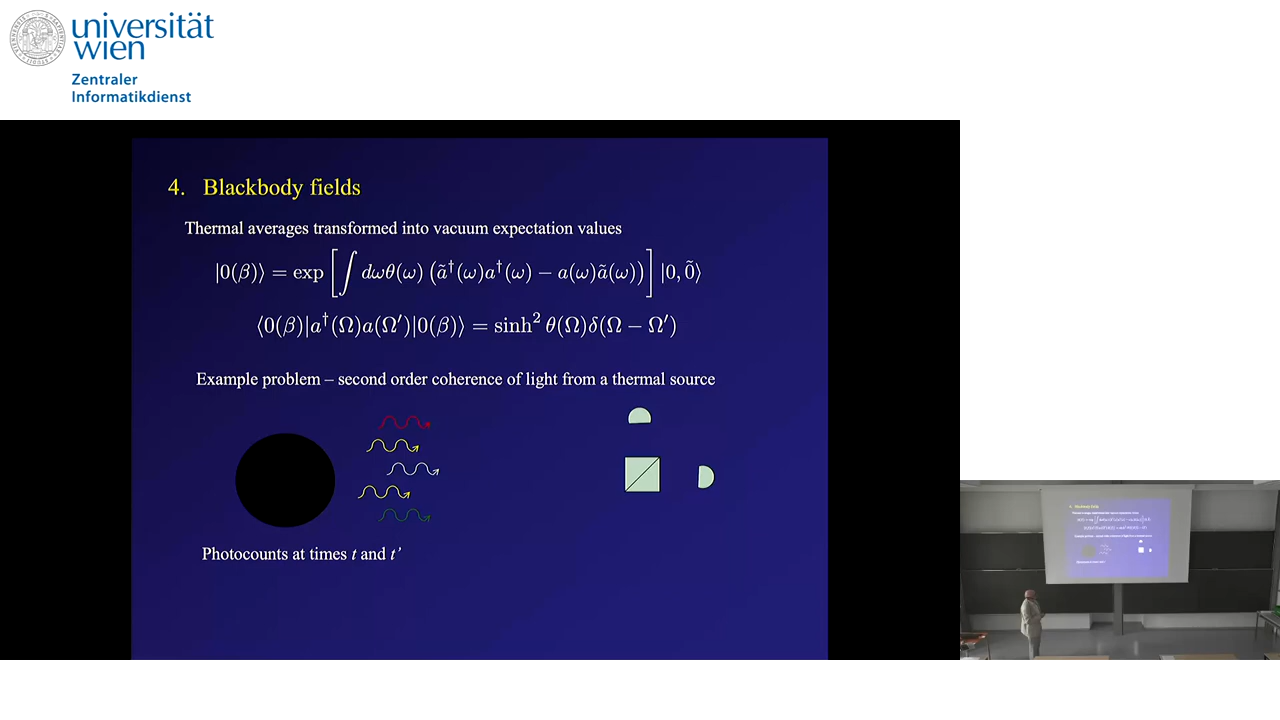 universität
wien
Zentraler
Informatikdienst
4. Blackbody fields
Thermal averages transformed into vacuum expectation values
|0(β)⟩ = exp [ ∫ dωθ(ω) (ã†(ω)a†(ω) − a(ω)ã(ω)) ] |0, 0̃⟩
⟨0(β)|a†(Ω)a(Ω′)|0(β)⟩ = sinh² θ(Ω)δ(Ω − Ω′)
Example problem – second order coherence of light from a thermal source
Photocounts at times t and t’